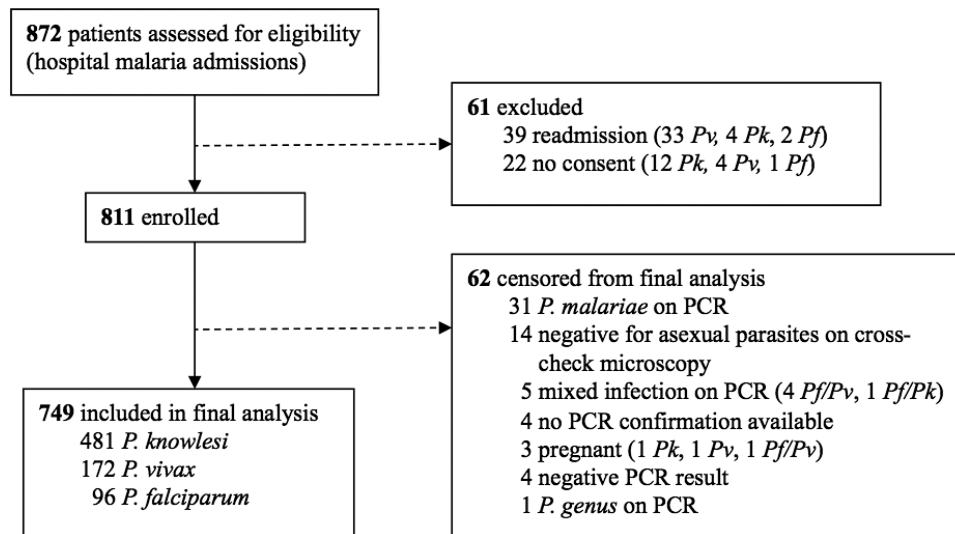 872 patients assessed for eligibility
(hospital malaria admissions)
61 excluded
39 readmission (33 Pv, 4 Pk, 2 Pf)
22 no consent (12 Pk, 4 Pv, 1 Pf)
811 enrolled
62 censored from final analysis
31 P. malariae on PCR
14 negative for asexual parasites on cross-
check microscopy
5 mixed infection on PCR (4 Pf/Pv, 1 Pf/Pk)
4 no PCR confirmation available
3 pregnant (1 Pk, 1 Pv, 1 Pf/Pv)
4 negative PCR result
1 P. genus on PCR
749 included in final analysis
481 P. knowlesi
172 P. vivax
96 P. falciparum